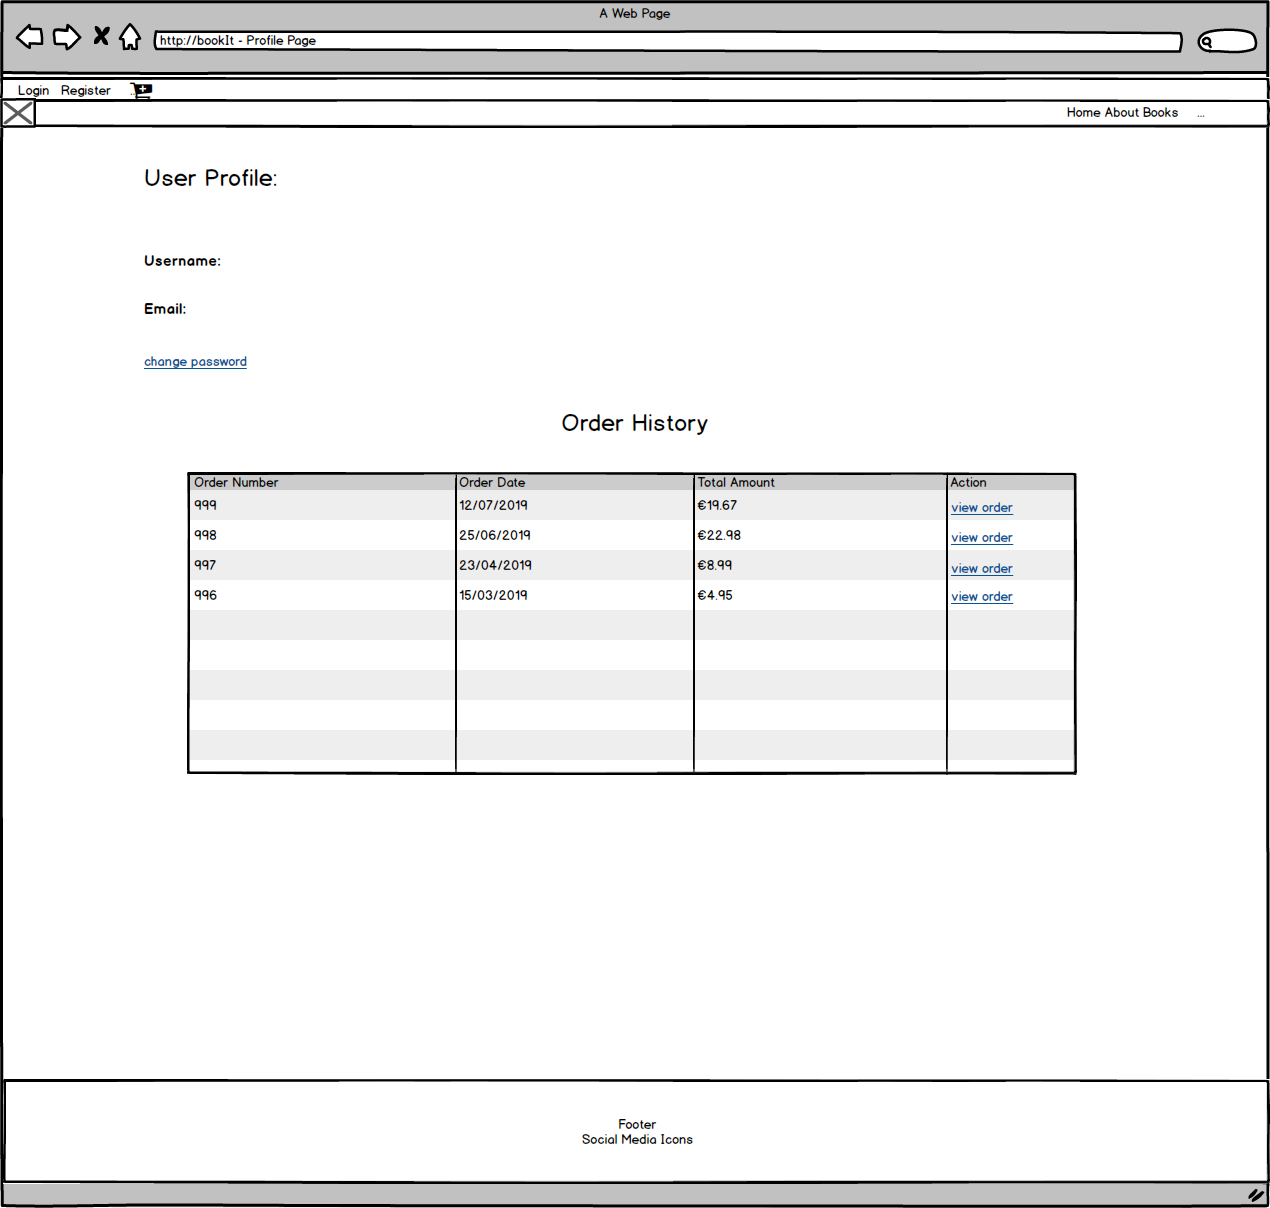 A Web Page
http://bookIt - Profile Page
Login Register
Home About Books ...
User Profile:
Username:
Email:
change password
Order History
Order Number Order Date Total Amount Action
999 12/07/2019 €19.67 view order
998 25/06/2019 €22.98 view order
997 23/04/2019 €8.99 view order
996 15/03/2019 €4.95 view order
Footer
Social Media Icons